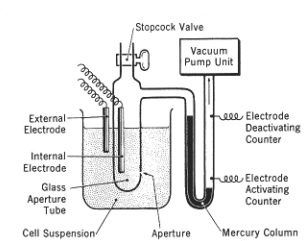 Stopcock Valve
Vacuum
Pump Unit
External
Electrode
Internal
Electrode
Glass
Aperture
Tube
Cell Suspension
Aperture
Electrode
Deactivating
Counter
Electrode
Activating
Counter
Mercury Column